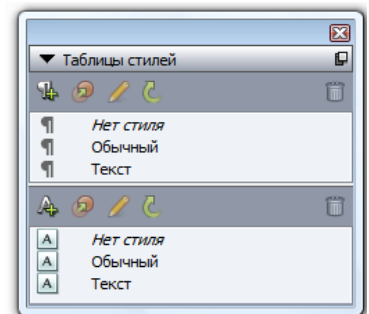 Таблицы стилей
Нет стиля
Обычный
Текст
Нет стиля
Обычный
Текст